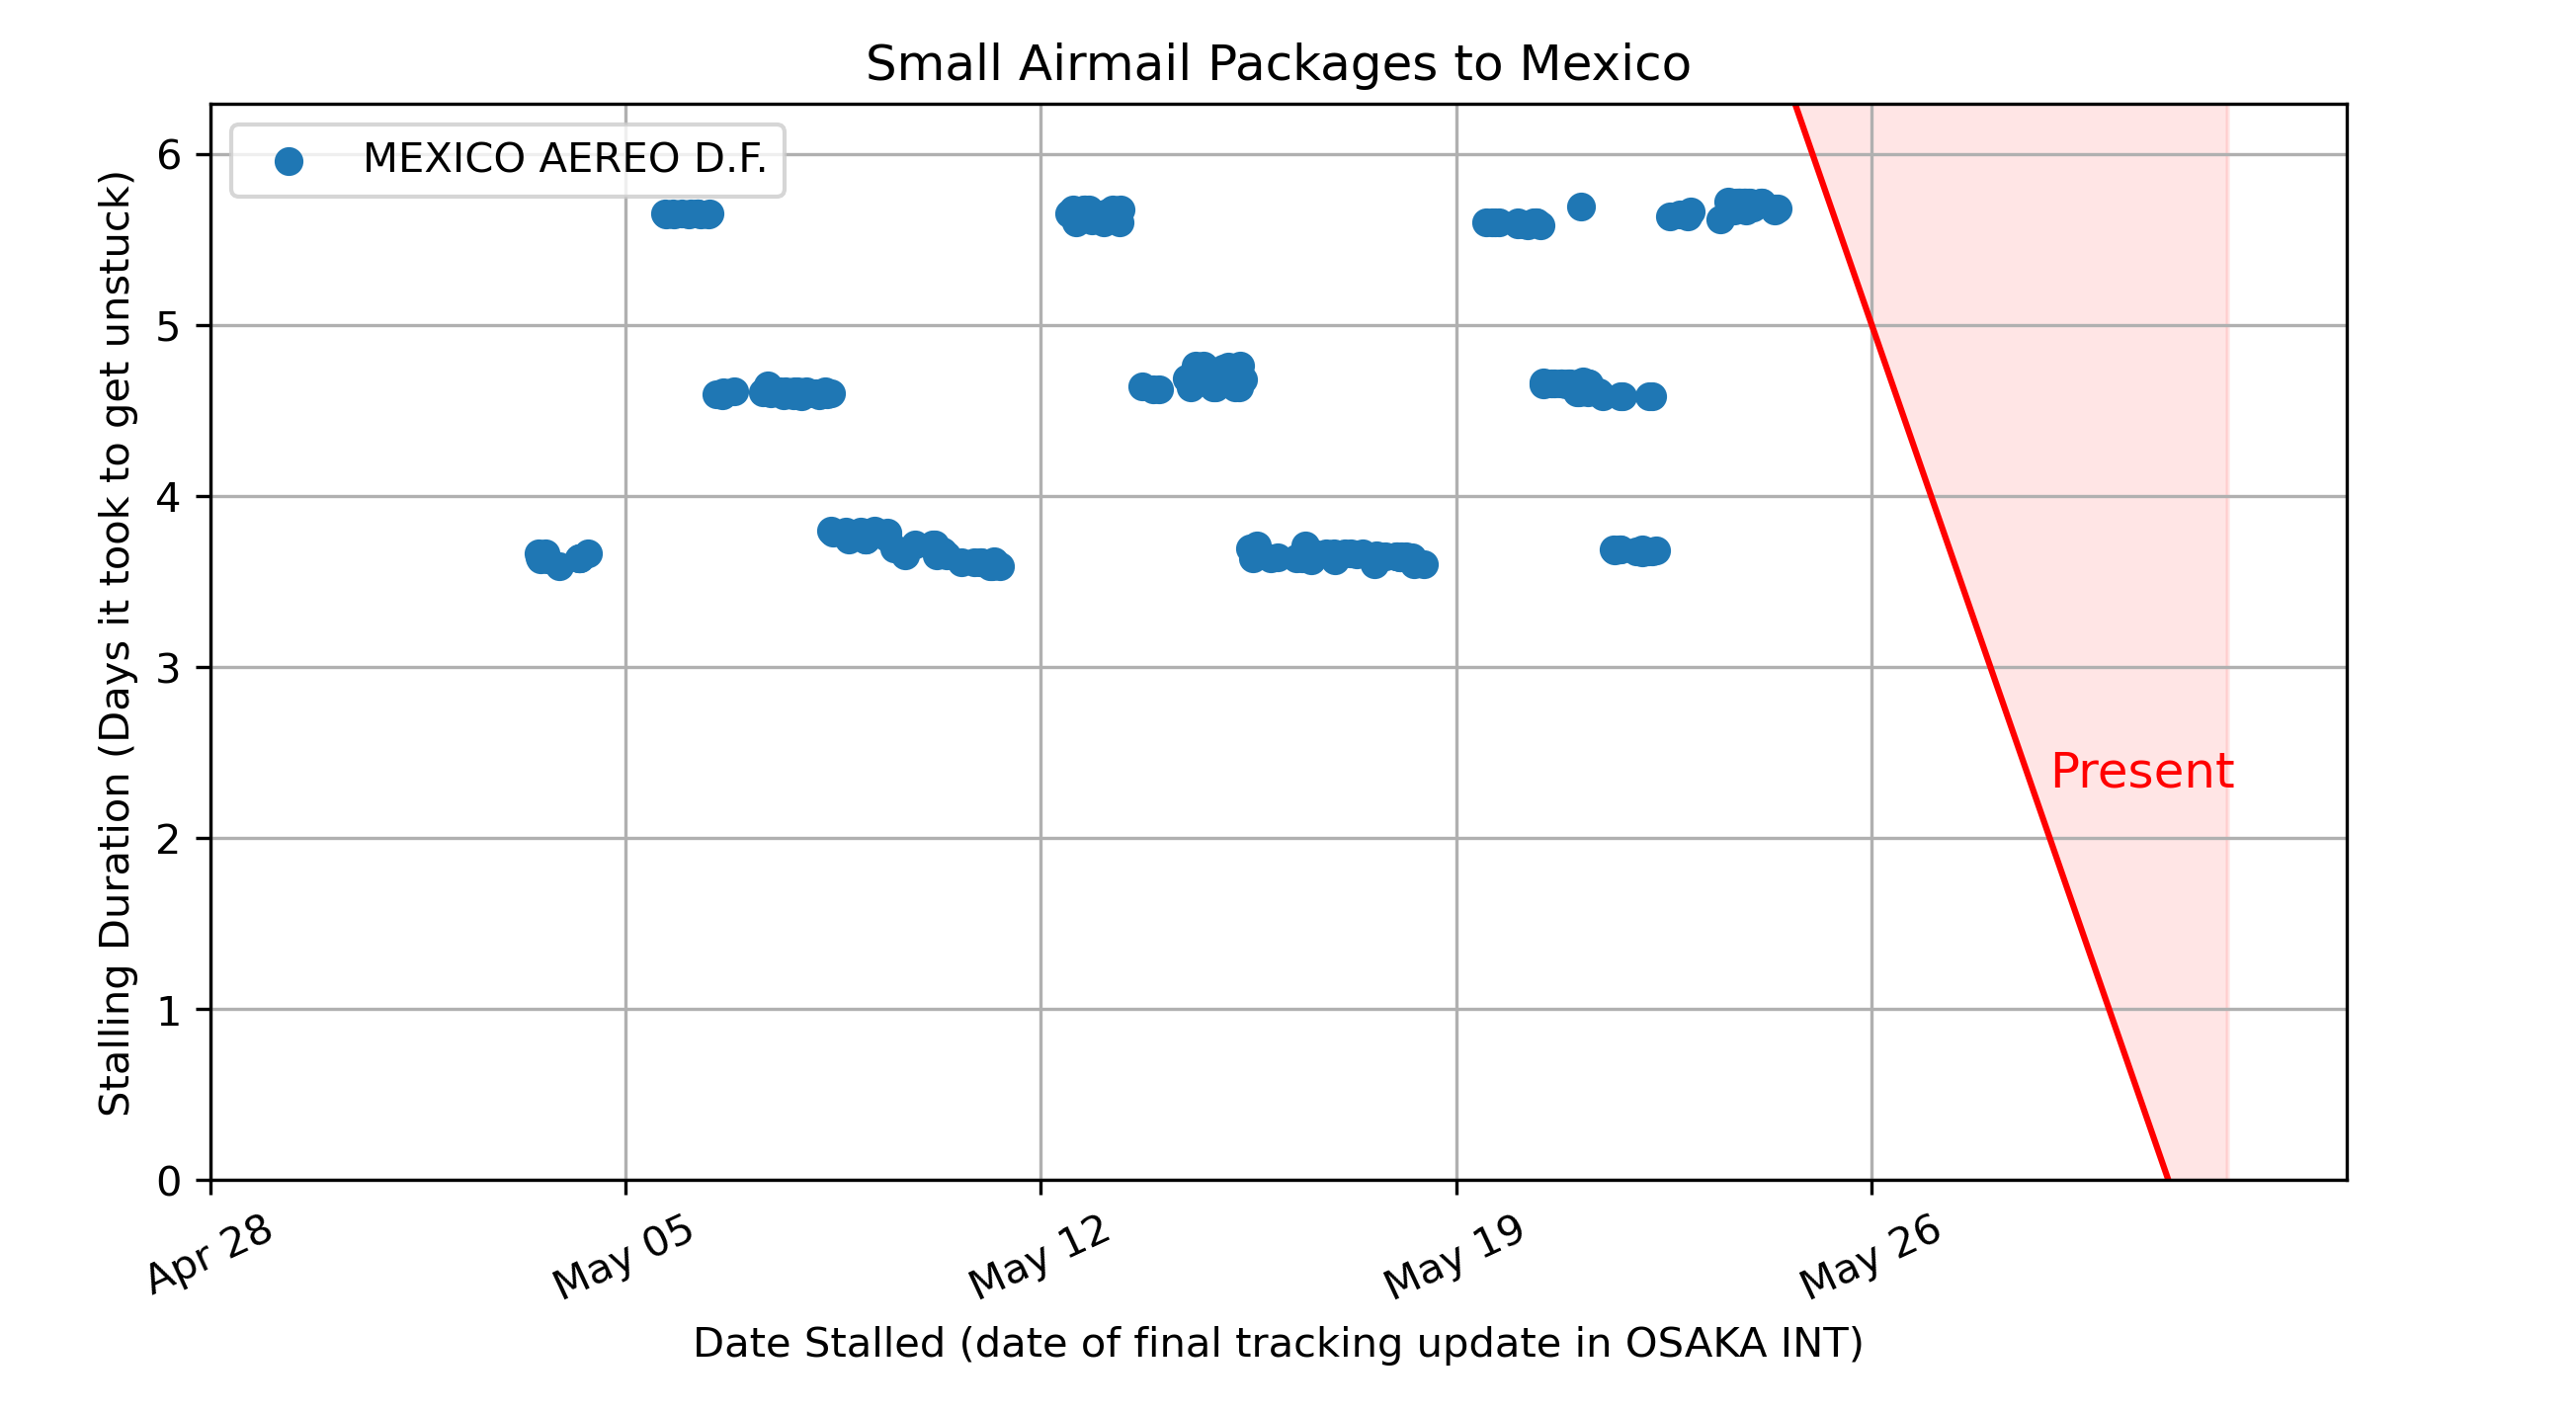 Small Airmail Packages to Mexico
MEXICO AEREO D.F.
Stalling Duration (Days it took to get unstuck)
6
5
4
3
2
1
0
Present
Apr 28
May 05
May 12
May 19
May 26
Date Stalled (date of final tracking update in OSAKA INT)